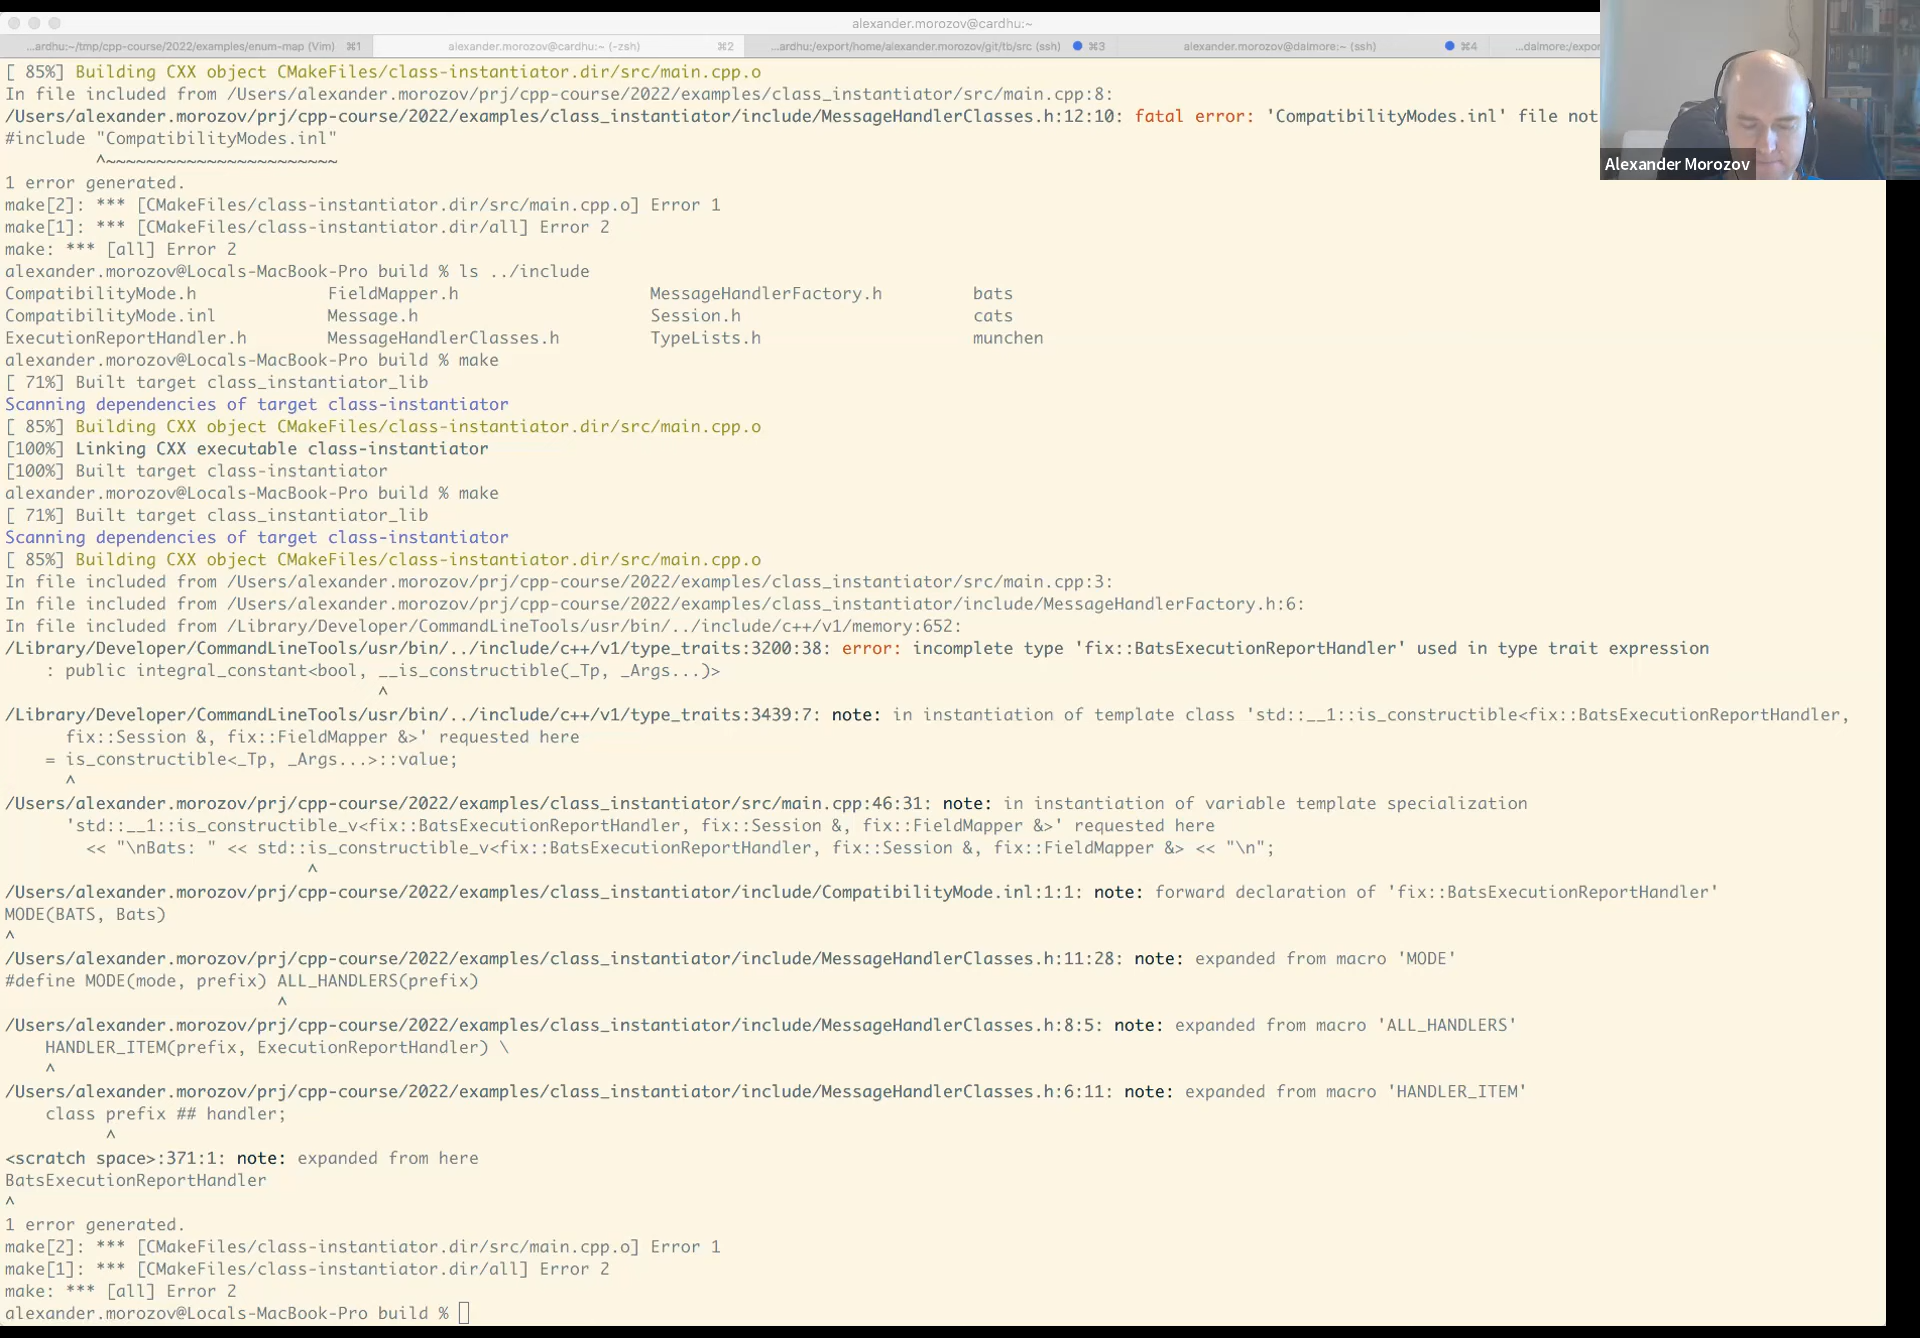 alexander.morozov@cardhu:~
...ardhu:~/tmp/cpp-course/2022/examples/enum-map (Vim) ⌘1 alexander.morozov@cardhu:~ (-zsh) ⌘2 ...ardhu:/export/home/alexander.morozov/git/tb/src (ssh) ⌘3 alexander.morozov@dalmore:~ (ssh) ⌘4 ...dalmore:/expor
[ 85%] Building CXX object CMakeFiles/class-instantiator.dir/src/main.cpp.o
In file included from /Users/alexander.morozov/prj/cpp-course/2022/examples/class_instantiator/src/main.cpp:8:
/Users/alexander.morozov/prj/cpp-course/2022/examples/class_instantiator/include/MessageHandlerClasses.h:12:10: fatal error: 'CompatibilityModes.inl' file not
#include "CompatibilityModes.inl"
         ^~~~~~~~~~~~~~~~~~~~~~~~
1 error generated.
make[2]: *** [CMakeFiles/class-instantiator.dir/src/main.cpp.o] Error 1
make[1]: *** [CMakeFiles/class-instantiator.dir/all] Error 2
make: *** [all] Error 2
alexander.morozov@Locals-MacBook-Pro build % ls ../include
CompatibilityMode.h FieldMapper.h MessageHandlerFactory.h bats
CompatibilityMode.inl Message.h Session.h cats
ExecutionReportHandler.h MessageHandlerClasses.h TypeLists.h munchen
alexander.morozov@Locals-MacBook-Pro build % make
[ 71%] Built target class_instantiator_lib
Scanning dependencies of target class-instantiator
[ 85%] Building CXX object CMakeFiles/class-instantiator.dir/src/main.cpp.o
[100%] Linking CXX executable class-instantiator
[100%] Built target class-instantiator
alexander.morozov@Locals-MacBook-Pro build % make
[ 71%] Built target class_instantiator_lib
Scanning dependencies of target class-instantiator
[ 85%] Building CXX object CMakeFiles/class-instantiator.dir/src/main.cpp.o
In file included from /Users/alexander.morozov/prj/cpp-course/2022/examples/class_instantiator/src/main.cpp:3:
In file included from /Users/alexander.morozov/prj/cpp-course/2022/examples/class_instantiator/include/MessageHandlerFactory.h:6:
In file included from /Library/Developer/CommandLineTools/usr/bin/../include/c++/v1/memory:652:
/Library/Developer/CommandLineTools/usr/bin/../include/c++/v1/type_traits:3200:38: error: incomplete type 'fix::BatsExecutionReportHandler' used in type trait expression
    : public integral_constant<bool, __is_constructible(_Tp, _Args...)>
                                     ^
/Library/Developer/CommandLineTools/usr/bin/../include/c++/v1/type_traits:3439:7: note: in instantiation of template class 'std::__1::is_constructible<fix::BatsExecutionReportHandler,
      fix::Session &, fix::FieldMapper &>' requested here
    = is_constructible<_Tp, _Args...>::value;
      ^
/Users/alexander.morozov/prj/cpp-course/2022/examples/class_instantiator/src/main.cpp:46:31: note: in instantiation of variable template specialization
      'std::__1::is_constructible_v<fix::BatsExecutionReportHandler, fix::Session &, fix::FieldMapper &>' requested here
        << "\nBats: " << std::is_constructible_v<fix::BatsExecutionReportHandler, fix::Session &, fix::FieldMapper &> << "\n";
                              ^
/Users/alexander.morozov/prj/cpp-course/2022/examples/class_instantiator/include/CompatibilityMode.inl:1:1: note: forward declaration of 'fix::BatsExecutionReportHandler'
MODE(BATS, Bats)
^
/Users/alexander.morozov/prj/cpp-course/2022/examples/class_instantiator/include/MessageHandlerClasses.h:11:28: note: expanded from macro 'MODE'
#define MODE(mode, prefix) ALL_HANDLERS(prefix)
                           ^
/Users/alexander.morozov/prj/cpp-course/2022/examples/class_instantiator/include/MessageHandlerClasses.h:8:5: note: expanded from macro 'ALL_HANDLERS'
    HANDLER_ITEM(prefix, ExecutionReportHandler) \
    ^
/Users/alexander.morozov/prj/cpp-course/2022/examples/class_instantiator/include/MessageHandlerClasses.h:6:11: note: expanded from macro 'HANDLER_ITEM'
    class prefix ## handler;
          ^
<scratch space>:371:1: note: expanded from here
BatsExecutionReportHandler
^
1 error generated.
make[2]: *** [CMakeFiles/class-instantiator.dir/src/main.cpp.o] Error 1
make[1]: *** [CMakeFiles/class-instantiator.dir/all] Error 2
make: *** [all] Error 2
alexander.morozov@Locals-MacBook-Pro build %
Alexander Morozov